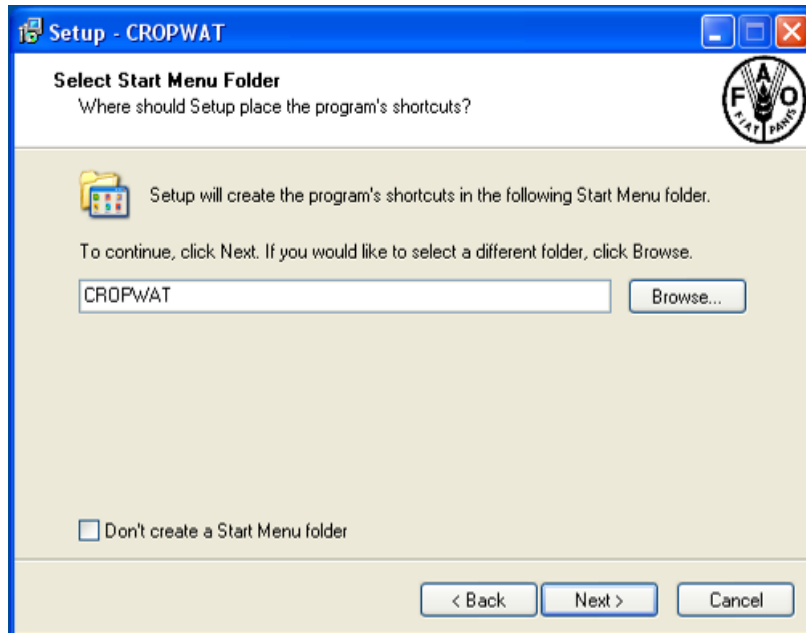 Setup - CROPWAT
Select Start Menu Folder
Where should Setup place the program's shortcuts?
F A O
FIAT PANIS
Setup will create the program's shortcuts in the following Start Menu folder.
To continue, click Next. If you would like to select a different folder, click Browse.
CROPWAT
Browse...
Don't create a Start Menu folder
< Back
Next >
Cancel